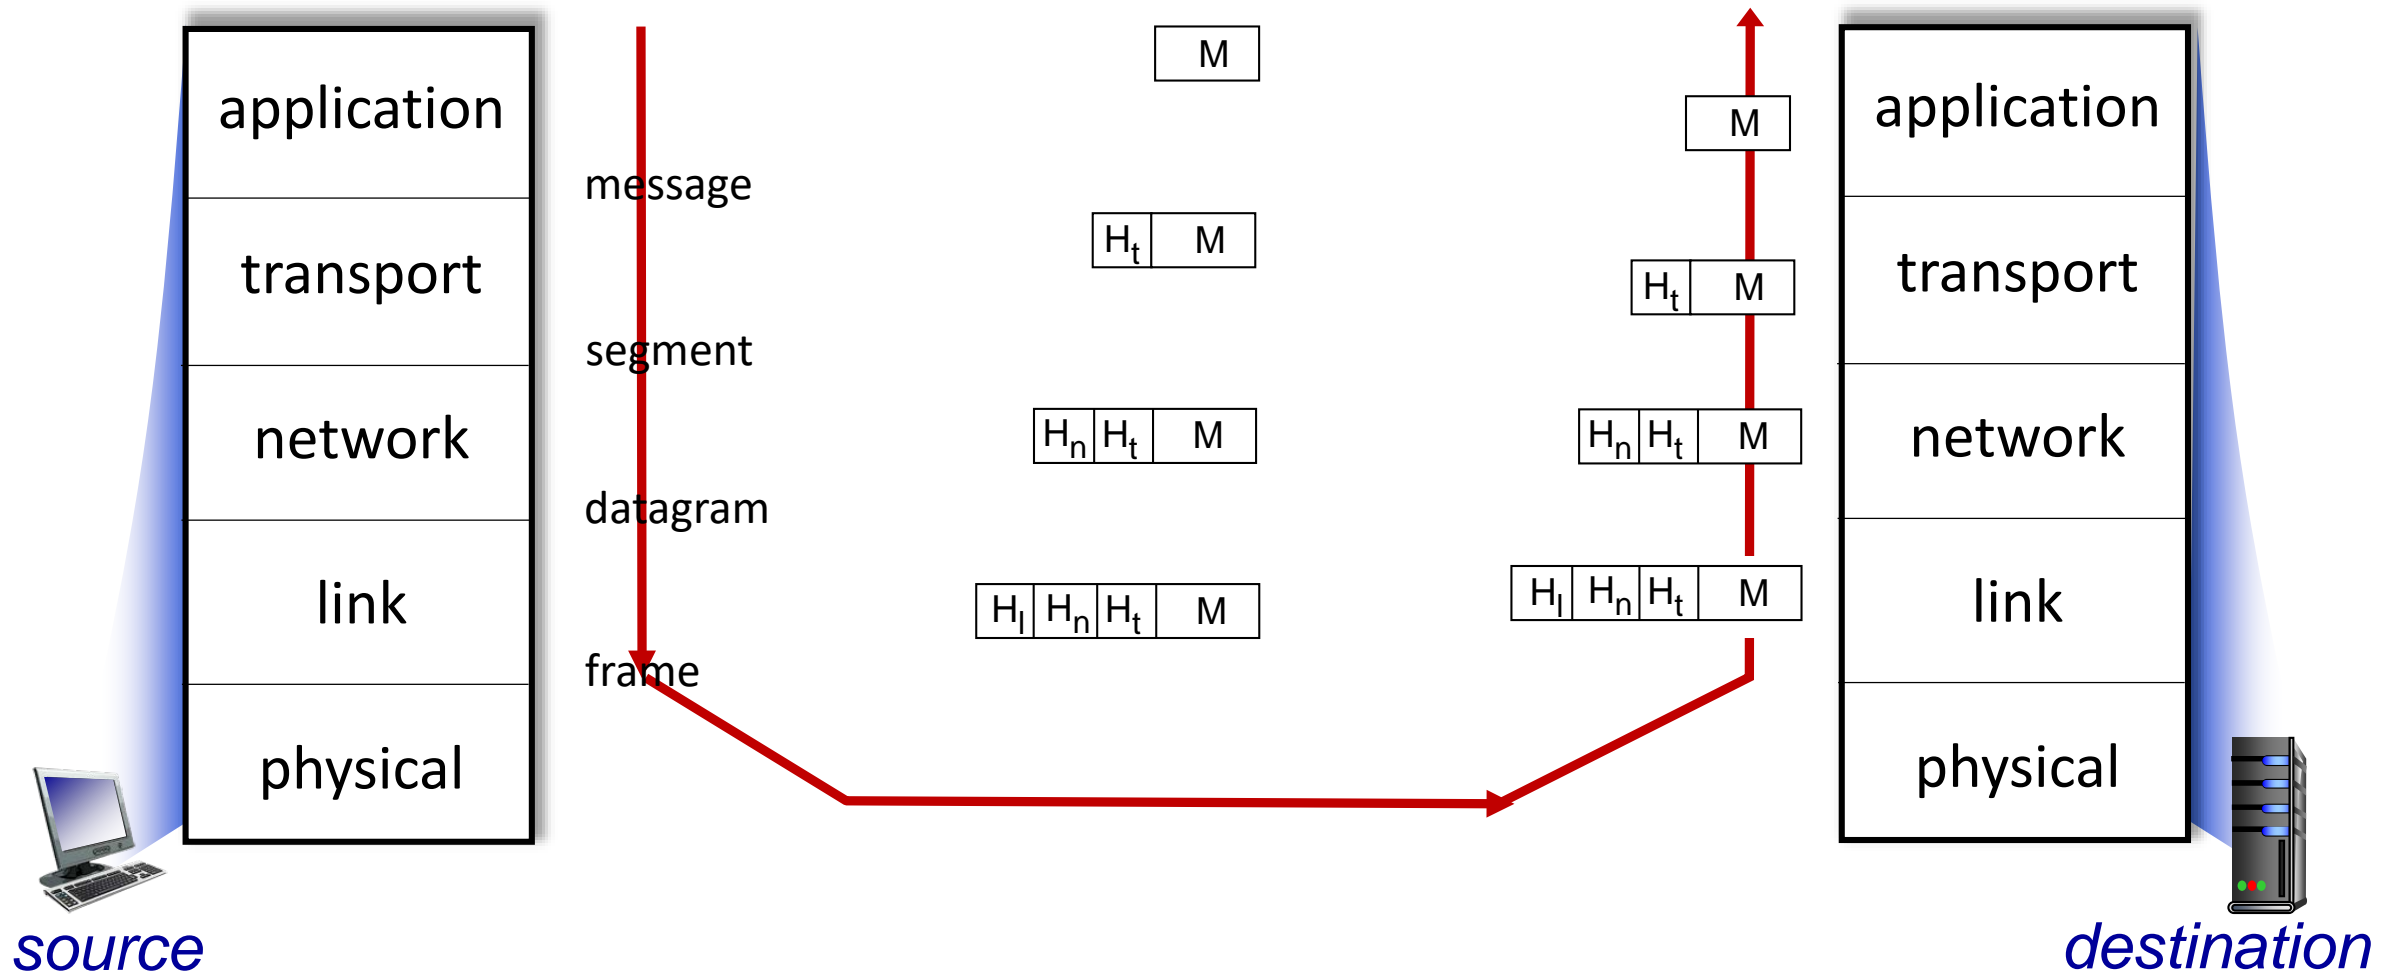 application
transport
network
link
physical
source
message
segment
datagram
frame
M
Ht M
Hn Ht M
Hl Hn Ht M
M
Ht M
Hn Ht M
Hl Hn Ht M
application
transport
network
link
physical
destination